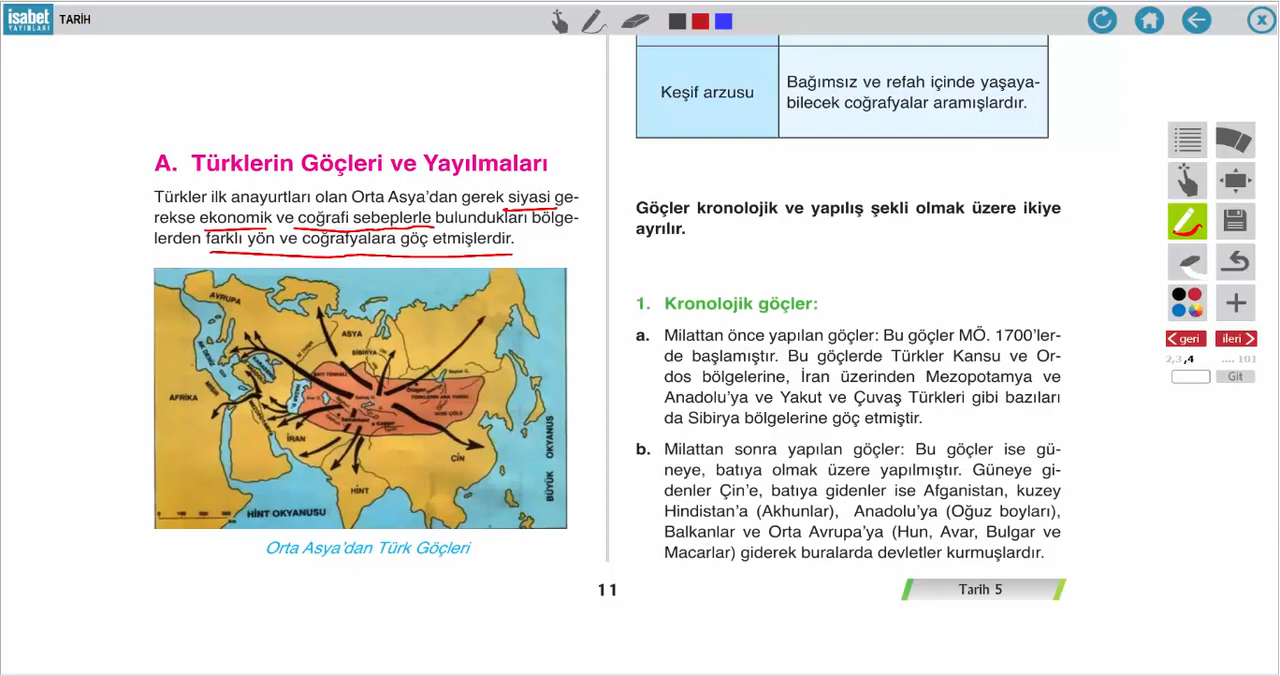 isabet
YAYINLARI
TARİH
A. Türklerin Göçleri ve Yayılmaları
Türkler ilk anayurtları olan Orta Asya'dan gerek siyasi ge-
rekse ekonomik ve coğrafi sebeplerle bulundukları bölge-
lerden farklı yön ve coğrafyalara göç etmişlerdir.
AVRUPA
ASYA
SİBİRYA
AFRİKA
İRAN
ÇİN
HİNT
HİNT OKYANUSU
BÜYÜK OKYANUS
Orta Asya'dan Türk Göçleri
Keşif arzusu
Bağımsız ve refah içinde yaşaya-
bilecek coğrafyalar aramışlardır.
Göçler kronolojik ve yapılış şekli olmak üzere ikiye
ayrılır.
1. Kronolojik göçler:
a. Milattan önce yapılan göçler: Bu göçler MÖ. 1700'ler-
de başlamıştır. Bu göçlerde Türkler Kansu ve Or-
dos bölgelerine, İran üzerinden Mezopotamya ve
Anadolu'ya ve Yakut ve Çuvaş Türkleri gibi bazıları
da Sibirya bölgelerine göç etmiştir.
b. Milattan sonra yapılan göçler: Bu göçler ise gü-
neye, batıya olmak üzere yapılmıştır. Güneye gi-
denler Çin'e, batıya gidenler ise Afganistan, kuzey
Hindistan'a (Akhunlar), Anadolu'ya (Oğuz boyları),
Balkanlar ve Orta Avrupa'ya (Hun, Avar, Bulgar ve
Macarlar) giderek buralarda devletler kurmuşlardır.
11
Tarih 5
geri
ileri
2,3,4 .... 101
Git